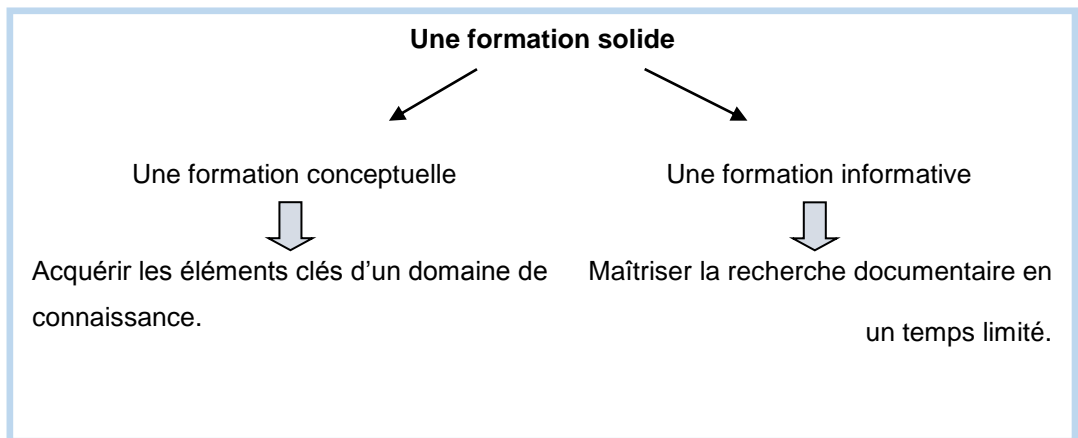 Une formation solide
Une formation conceptuelle
Une formation informative
Acquérir les éléments clés d'un domaine de
connaissance.
Maîtriser la recherche documentaire en
un temps limité.